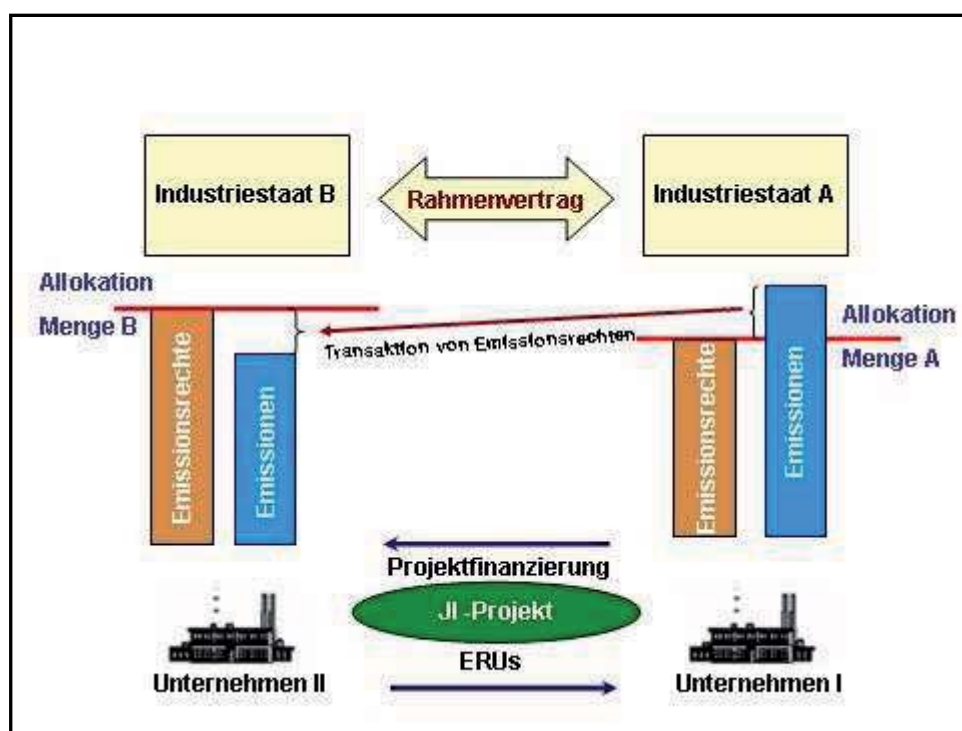 Industriestaat B
Rahmenvertrag
Industriestaat A
Allokation
Menge B
Emissionsrechte
Emissionen
Transaktion von Emissionsrechten
Emissionsrechte
Emissionen
Allokation
Menge A
Projektfinanzierung
JI -Projekt
ERUs
Unternehmen II
Unternehmen I